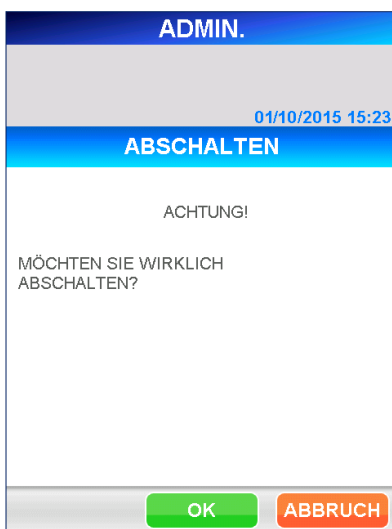 ADMIN.
01/10/2015 15:23
ABSCHALTEN
ACHTUNG!
MÖCHTEN SIE WIRKLICH
ABSCHALTEN?
OK
ABBRUCH